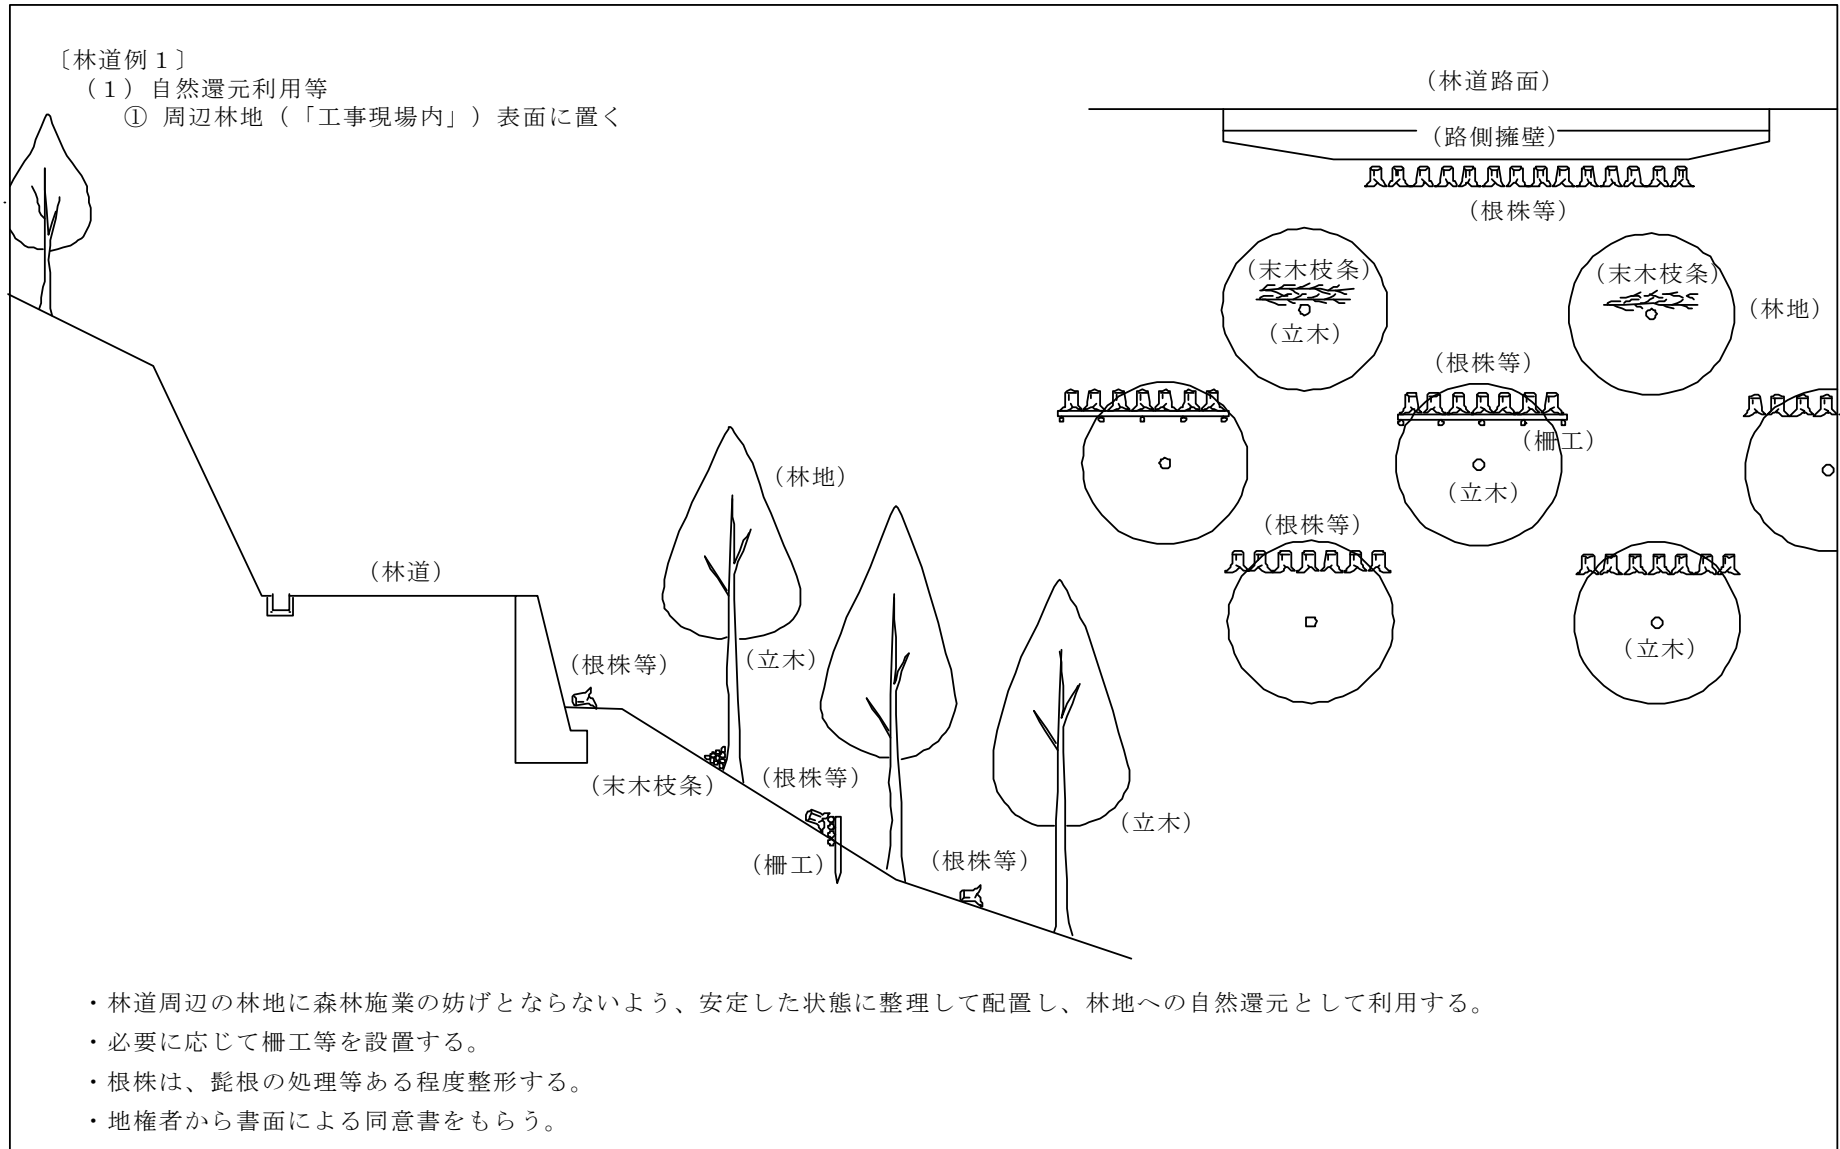 〔林道例１〕
（１）自然還元利用等
① 周辺林地（「工事現場内」）表面に置く
（林道路面）
（路側擁壁）
（根株等）
（末木枝条）
（末木枝条）
（林地）
（立木）
（根株等）
（柵工）
（立木）
（根株等）
（立木）
（林地）
（林道）
（根株等）
（立木）
（末木枝条）
（根株等）
（立木）
（柵工）
（根株等）
・林道周辺の林地に森林施業の妨げとならないよう、安定した状態に整理して配置し、林地への自然還元として利用する。
・必要に応じて柵工等を設置する。
・根株は、髭根の処理等ある程度整形する。
・地権者から書面による同意書をもらう。